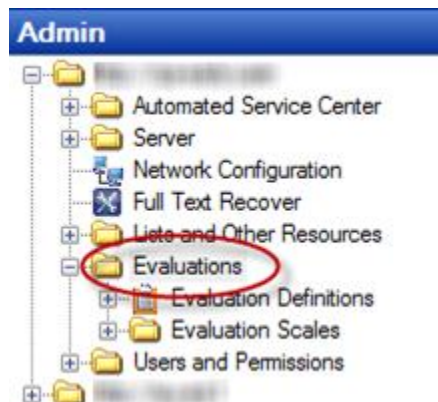 Admin
Automated Service Center
Server
Network Configuration
Full Text Recover
Lists and Other Resources
Evaluations
Evaluation Definitions
Evaluation Scales
Users and Permissions